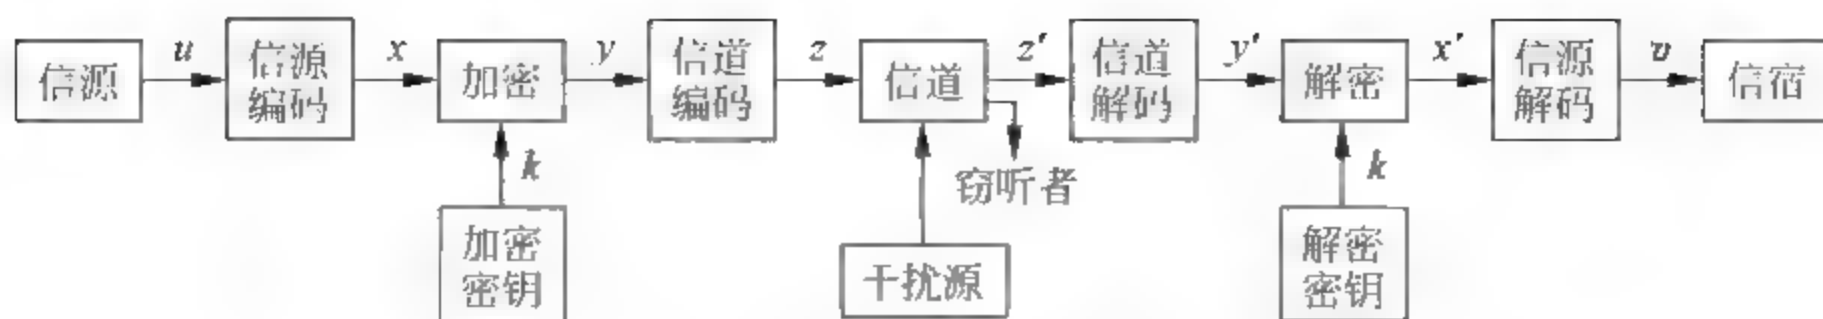 信源
u
信源
编码
x
加密
y
信道
编码
z
信道
z′
信道
解码
y′
解密
x′
信源
解码
v
信宿
k
窃听者
k
加密
密钥
干扰源
解密
密钥